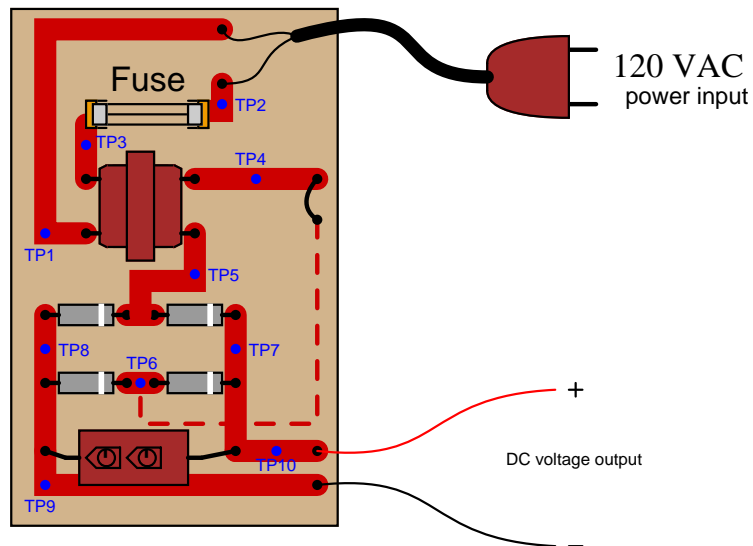 Fuse
120 VAC
power input
TP2
TP3
TP4
TP1
TP5
TP8
TP7
TP6
+
DC voltage output
TP10
TP9
−